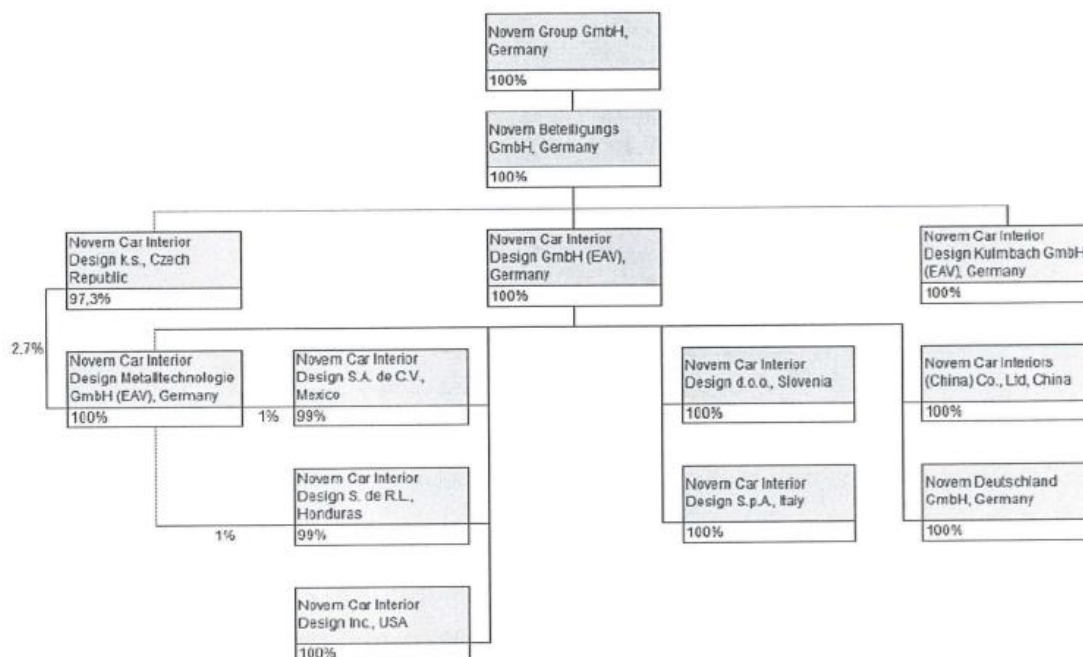 Novem Group GmbH,
Germany
100%
Novem Beteiligungs
GmbH, Germany
100%
Novem Car Interior
Design k.s., Czech
Republic
97,3%
Novem Car Interior
Design GmbH (EAV),
Germany
100%
Novem Car Interior
Design Kulmbach GmbH
(EAV), Germany
100%
2.7%
Novem Car Interior
Design Metalltechnologie
GmbH (EAV), Germany
100%
1%
Novem Car Interior
Design S.A. de C.V.,
Mexico
99%
Novem Car Interior
Design d.o.o., Slovenia
100%
Novem Car Interiors
(China) Co., Ltd, China
100%
1%
Novem Car Interior
Design S. de R.L.,
Honduras
99%
Novem Car Interior
Design S.p.A, Italy
100%
Novem Deutschland
GmbH, Germany
100%
Novem Car Interior
Design Inc., USA
100%